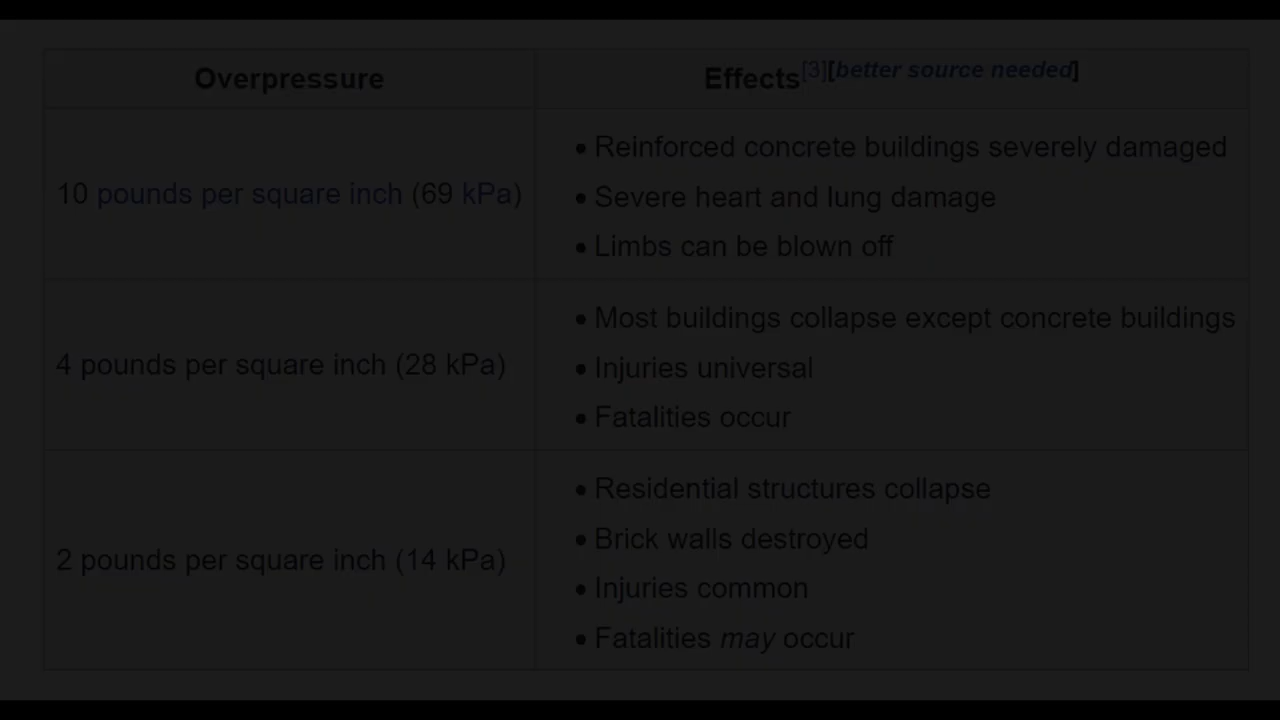 Overpressure
Effects[3][better source needed]
10 pounds per square inch (69 kPa)
• Reinforced concrete buildings severely damaged
• Severe heart and lung damage
• Limbs can be blown off
4 pounds per square inch (28 kPa)
• Most buildings collapse except concrete buildings
• Injuries universal
• Fatalities occur
2 pounds per square inch (14 kPa)
• Residential structures collapse
• Brick walls destroyed
• Injuries common
• Fatalities may occur